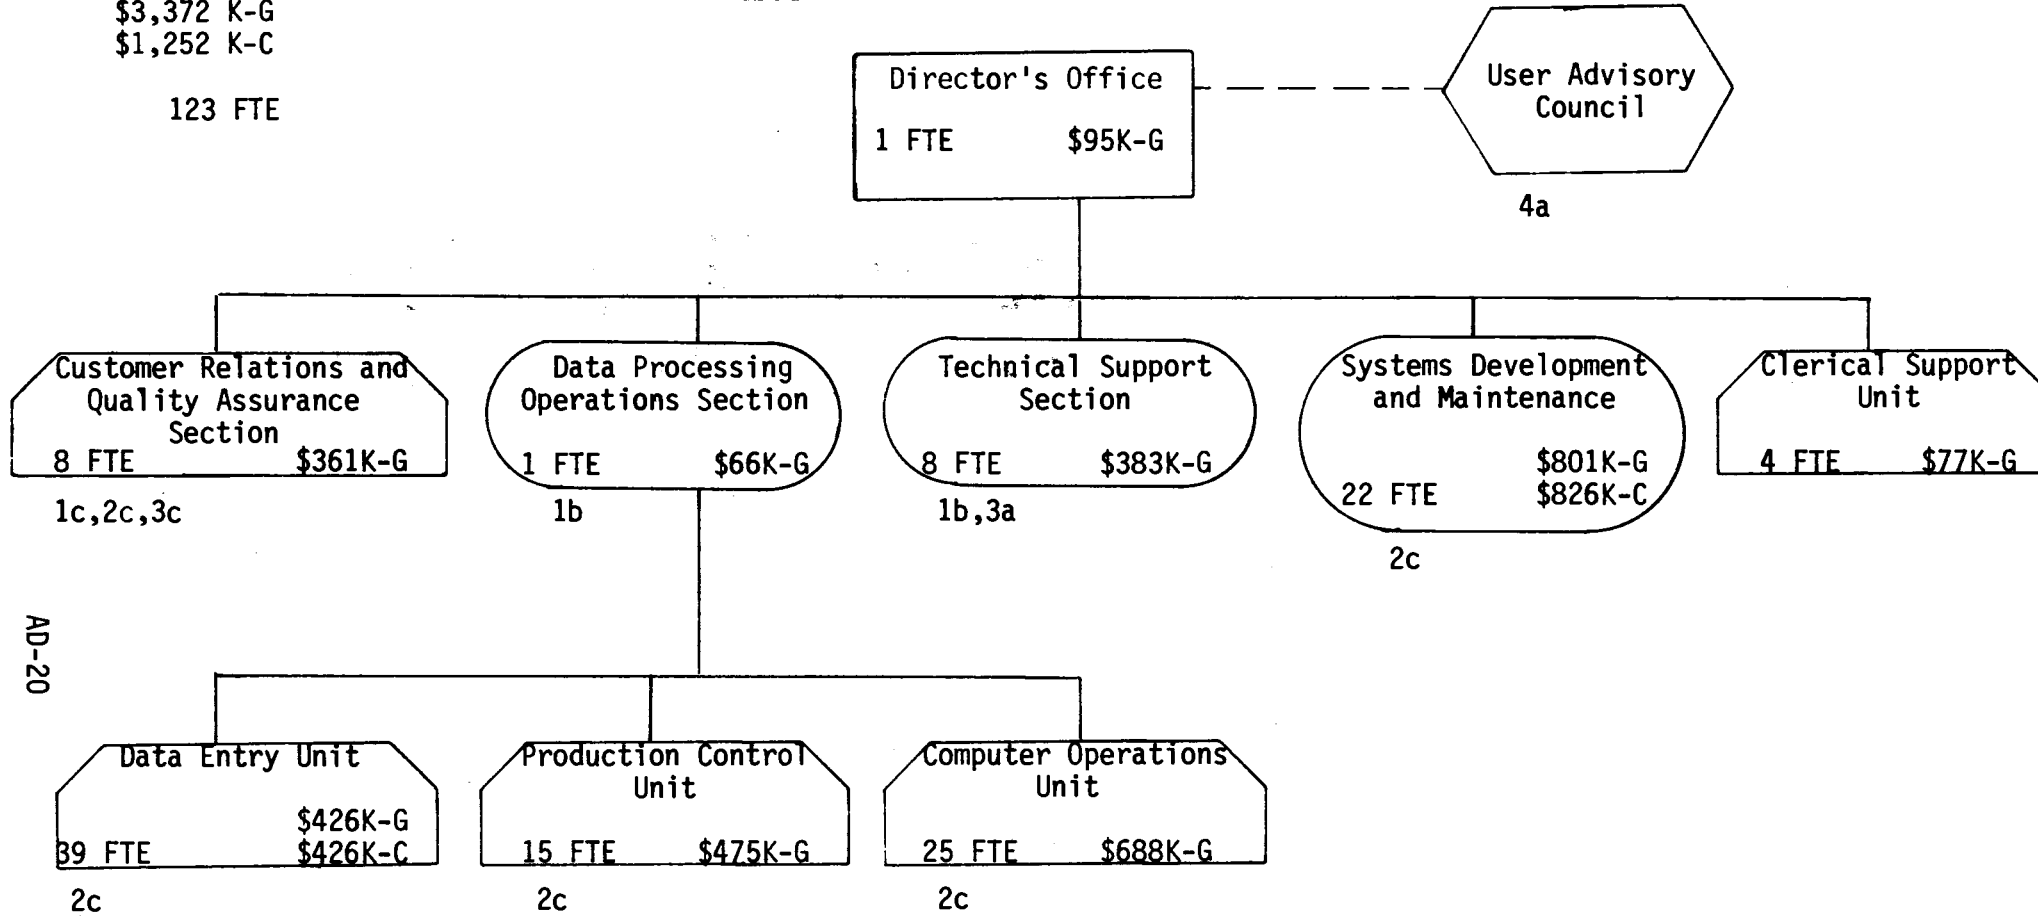 $3,372 K-G
$1,252 K-C
123 FTE
Director's Office
1 FTE $95K-G
User Advisory
Council
4a
Customer Relations and
Quality Assurance
Section
8 FTE $361K-G
1c,2c,3c
Data Processing
Operations Section
1 FTE $66K-G
1b
Technical Support
Section
8 FTE $383K-G
1b,3a
Systems Development
and Maintenance
$801K-G
22 FTE $826K-C
2c
Clerical Support
Unit
4 FTE $77K-G
AD-20
Data Entry Unit
$426K-G
39 FTE $426K-C
2c
Production Control
Unit
15 FTE $475K-G
2c
Computer Operations
Unit
25 FTE $688K-G
2c